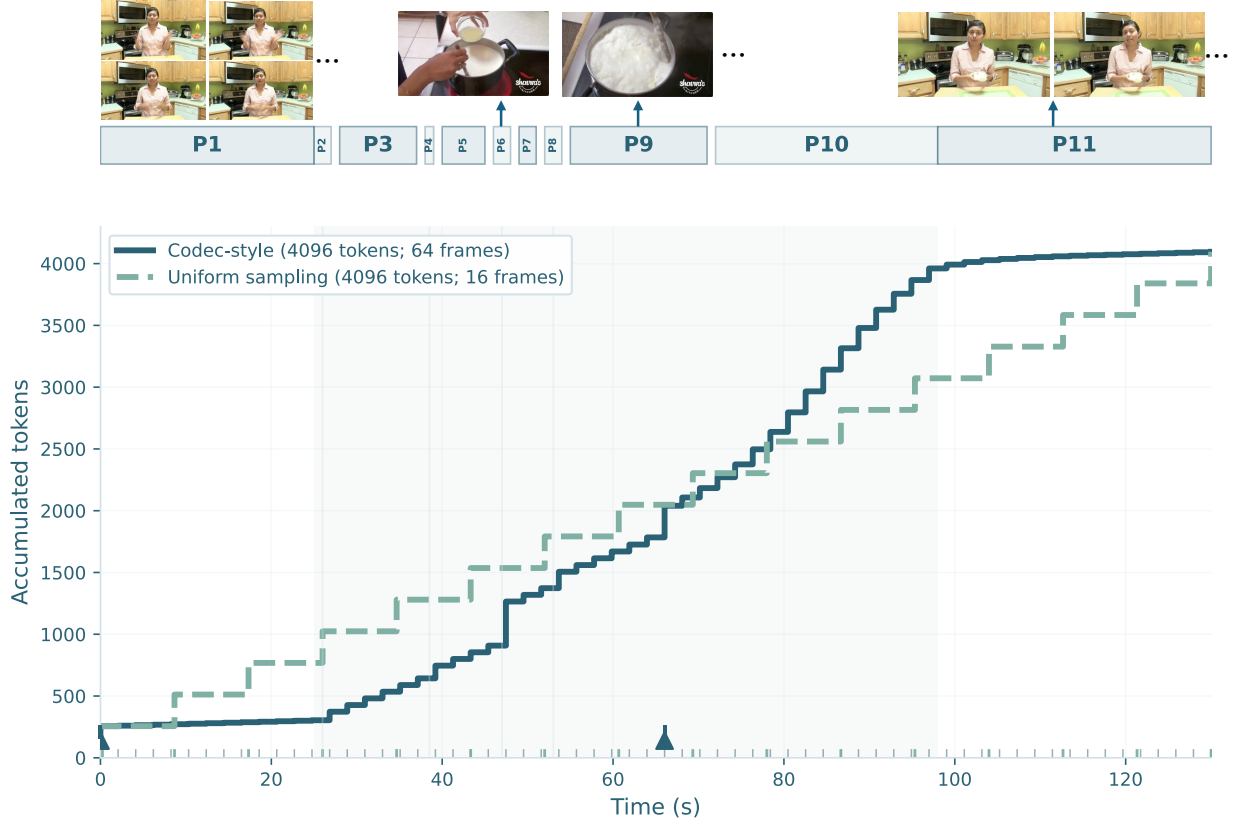 ...
...
...
shauwa's
P1
P2
P3
P4
P5
P6
P7
P8
P9
P10
P11
Codec-style (4096 tokens; 64 frames)
Uniform sampling (4096 tokens; 16 frames)
Accumulated tokens
4000
3500
3000
2500
2000
1500
1000
500
0
0 20 40 60 80 100 120
Time (s)